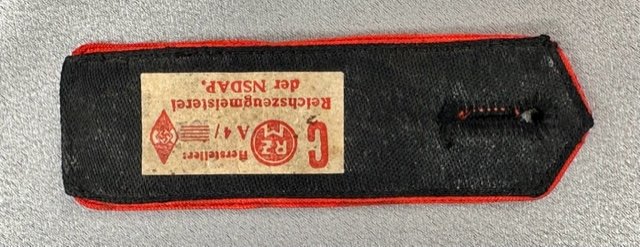 Hersteller:
G RZM A 4/
Reichszeugmeisterei
der NSDAP.